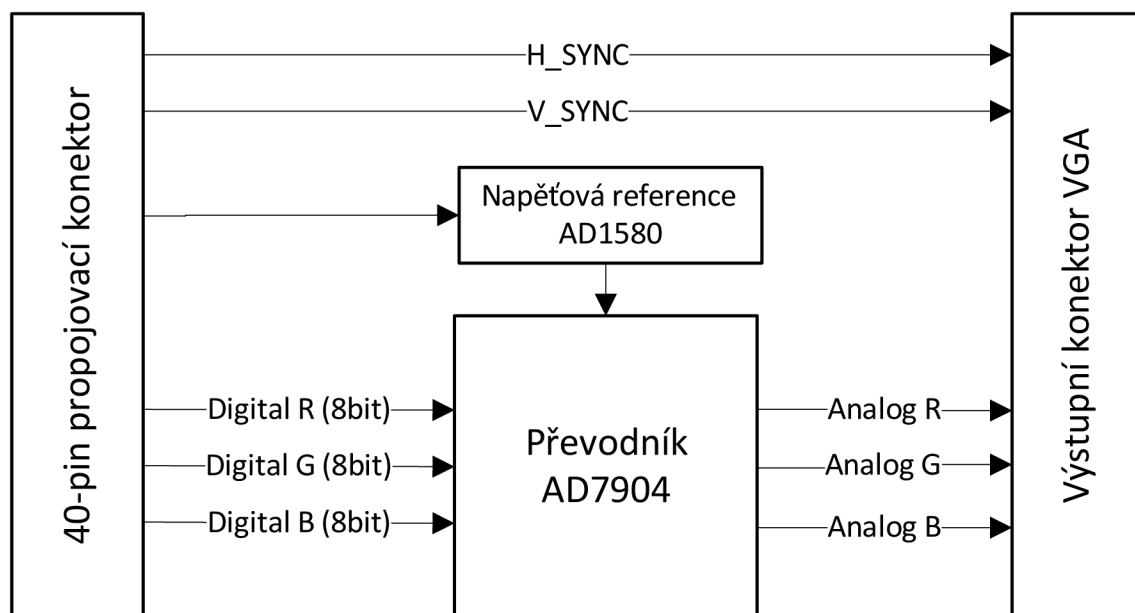 40-pin propojovací konektor
H_SYNC
V_SYNC
Napěťová reference
AD1580
Digital R (8bit)
Digital G (8bit)
Digital B (8bit)
Převodník
AD7904
Analog R
Analog G
Analog B
Výstupní konektor VGA